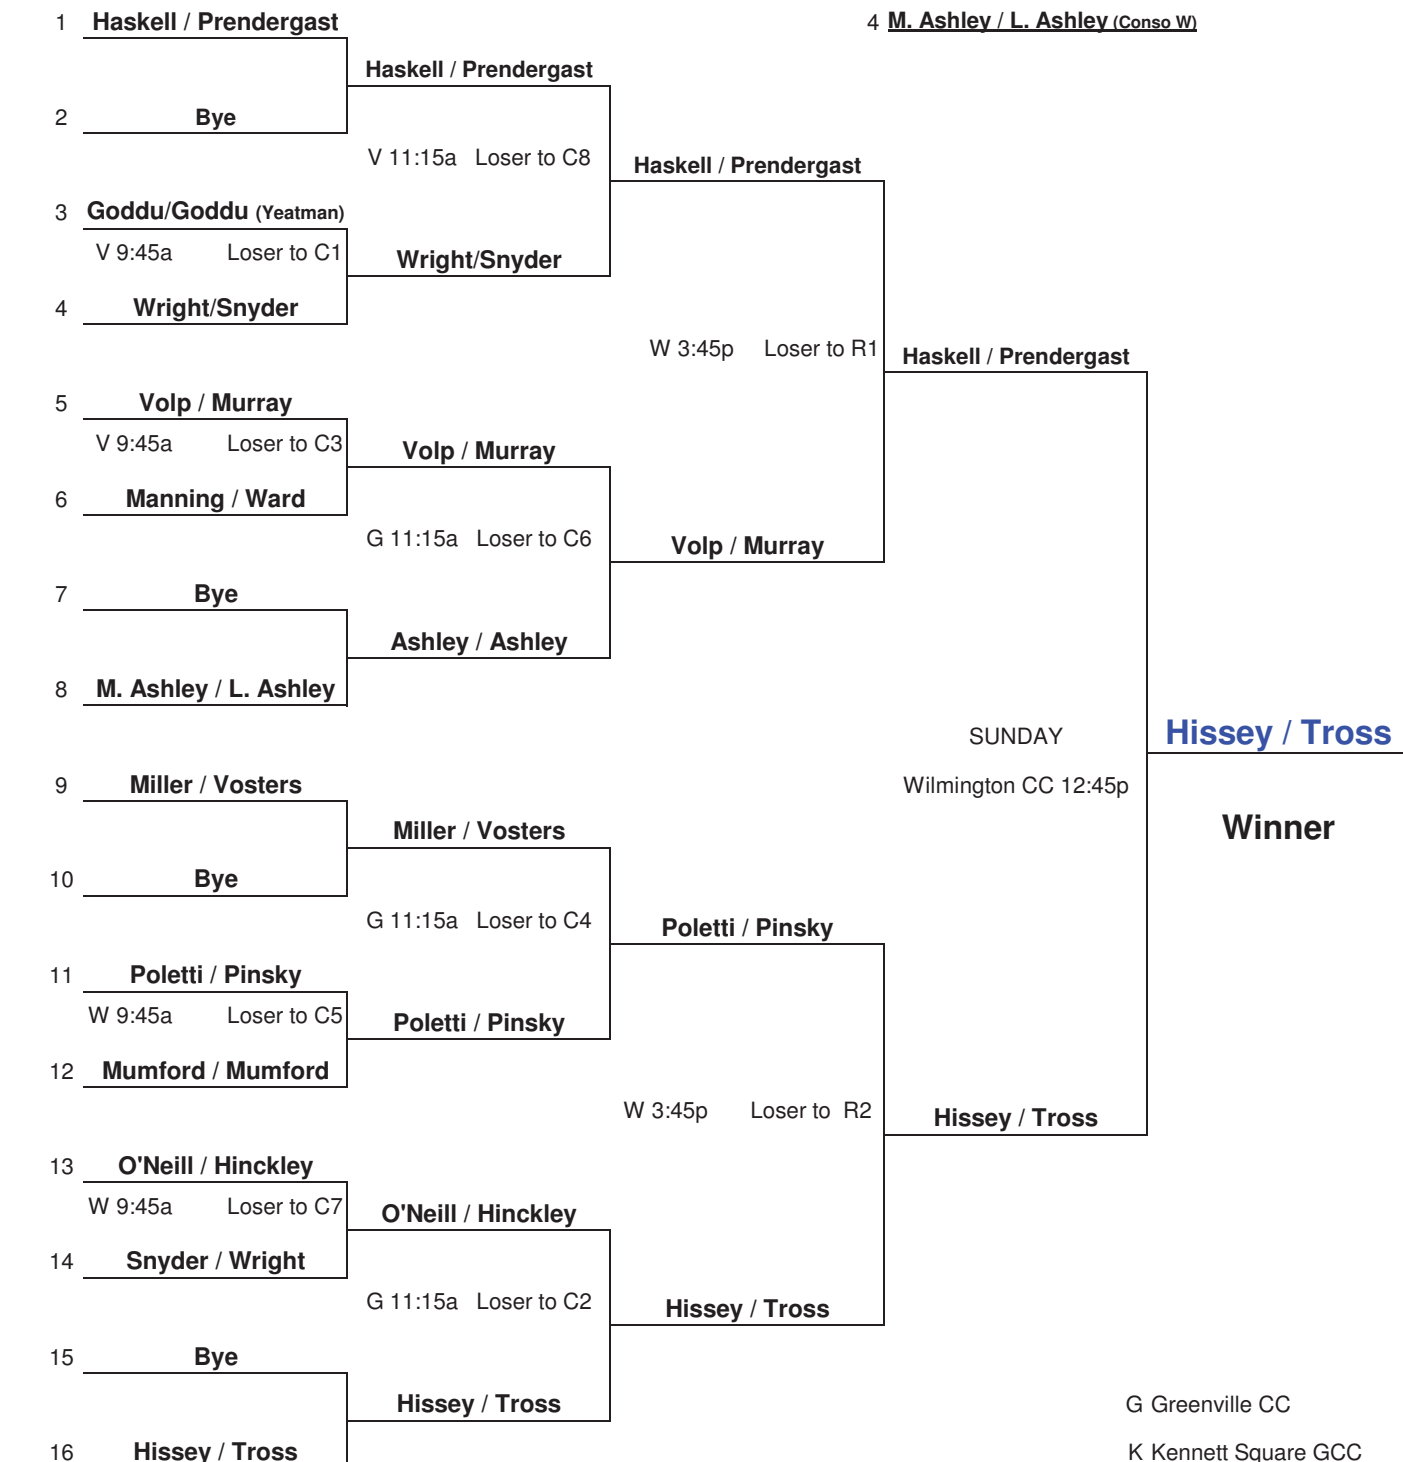 1 Haskell / Prendergast
4 M. Ashley / L. Ashley (Conso W)
Haskell / Prendergast
2 Bye
V 11:15a Loser to C8
Haskell / Prendergast
3 Goddu/Goddu (Yeatman)
V 9:45a Loser to C1
Wright/Snyder
4 Wright/Snyder
W 3:45p Loser to R1
Haskell / Prendergast
5 Volp / Murray
V 9:45a Loser to C3
Volp / Murray
6 Manning / Ward
G 11:15a Loser to C6
Volp / Murray
7 Bye
Ashley / Ashley
8 M. Ashley / L. Ashley
SUNDAY
Hissey / Tross
9 Miller / Vosters
Wilmington CC 12:45p
Winner
Miller / Vosters
10 Bye
G 11:15a Loser to C4
Poletti / Pinsky
11 Poletti / Pinsky
W 9:45a Loser to C5
Poletti / Pinsky
12 Mumford / Mumford
W 3:45p Loser to R2
Hissey / Tross
13 O'Neill / Hinckley
W 9:45a Loser to C7
O'Neill / Hinckley
14 Snyder / Wright
G 11:15a Loser to C2
Hissey / Tross
15 Bye
Hissey / Tross
G Greenville CC
16 Hissey / Tross
K Kennett Square GCC